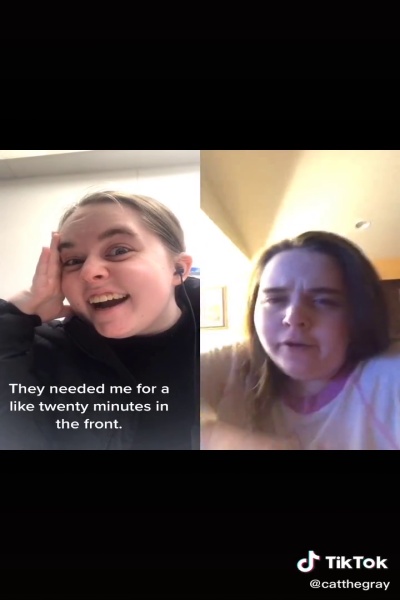 They needed me for a
like twenty minutes in
the front.
TikTok
@catthegray